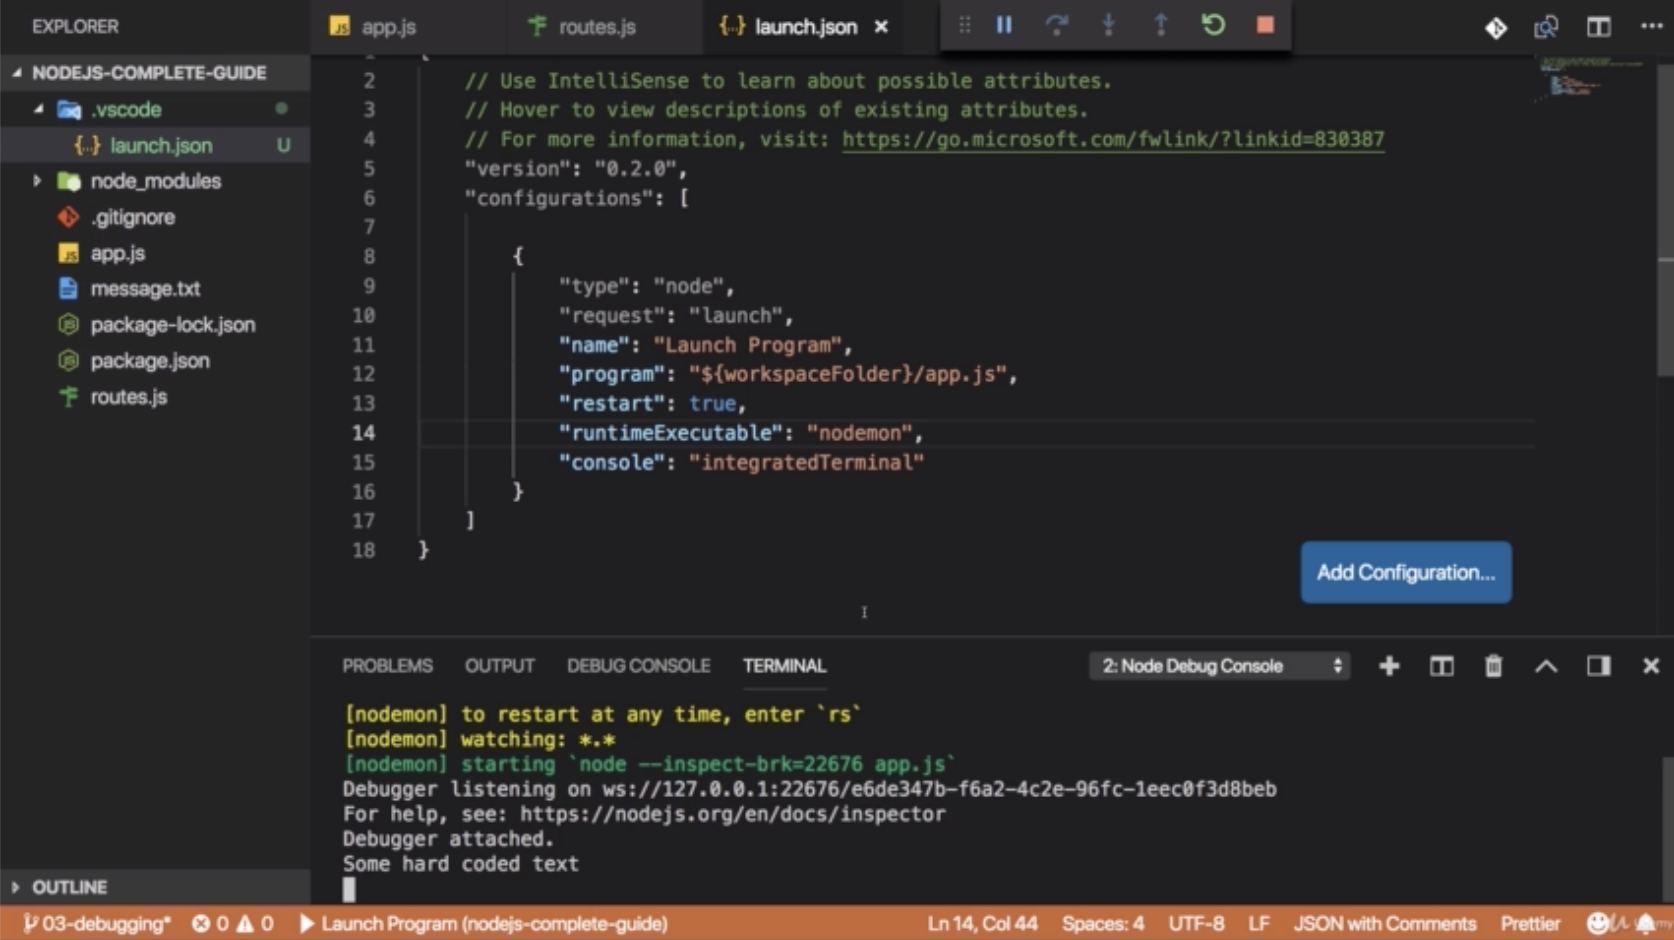 EXPLORER
app.js
routes.js
launch.json
NODEJS-COMPLETE-GUIDE
.vscode
launch.json U
node_modules
.gitignore
app.js
message.txt
package-lock.json
package.json
routes.js
OUTLINE
1 {
2 // Use IntelliSense to learn about possible attributes.
3 // Hover to view descriptions of existing attributes.
4 // For more information, visit: https://go.microsoft.com/fwlink/?linkid=830387
5 "version": "0.2.0",
6 "configurations": [
7
8 {
9 "type": "node",
10 "request": "launch",
11 "name": "Launch Program",
12 "program": "${workspaceFolder}/app.js",
13 "restart": true,
14 "runtimeExecutable": "nodemon",
15 "console": "integratedTerminal"
16 }
17 ]
18 }
Add Configuration...
PROBLEMS OUTPUT DEBUG CONSOLE TERMINAL 2: Node Debug Console
[nodemon] to restart at any time, enter `rs`
[nodemon] watching: *.*
[nodemon] starting `node --inspect-brk=22676 app.js`
Debugger listening on ws://127.0.0.1:22676/e6de347b-f6a2-4c2e-96fc-1eec0f3d8beb
For help, see: https://nodejs.org/en/docs/inspector
Debugger attached.
Some hard coded text
03-debugging* 0 0 Launch Program (nodejs-complete-guide) Ln 14, Col 44 Spaces: 4 UTF-8 LF JSON with Comments Prettier